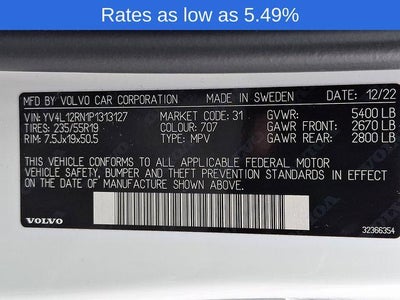 Rates as low as 5.49%
MFD BY VOLVO CAR CORPORATION MADE IN SWEDEN DATE: 12/22
VIN: YV4L12RN1P1313127 MARKET CODE: 31 GVWR: 5400 LB
TIRES: 235/55R19 COLOUR: 707 GAWR FRONT: 2670 LB
RIM: 7.5Jx19x50.5 TYPE: MPV GAWR REAR: 2800 LB
THIS VEHICLE CONFORMS TO ALL APPLICABLE FEDERAL MOTOR
VEHICLE SAFETY, BUMPER AND THEFT PREVENTION STANDARDS
IN EFFECT ON THE DATE OF MANUFACTURE SHOWN ABOVE.
VOLVO
32366354